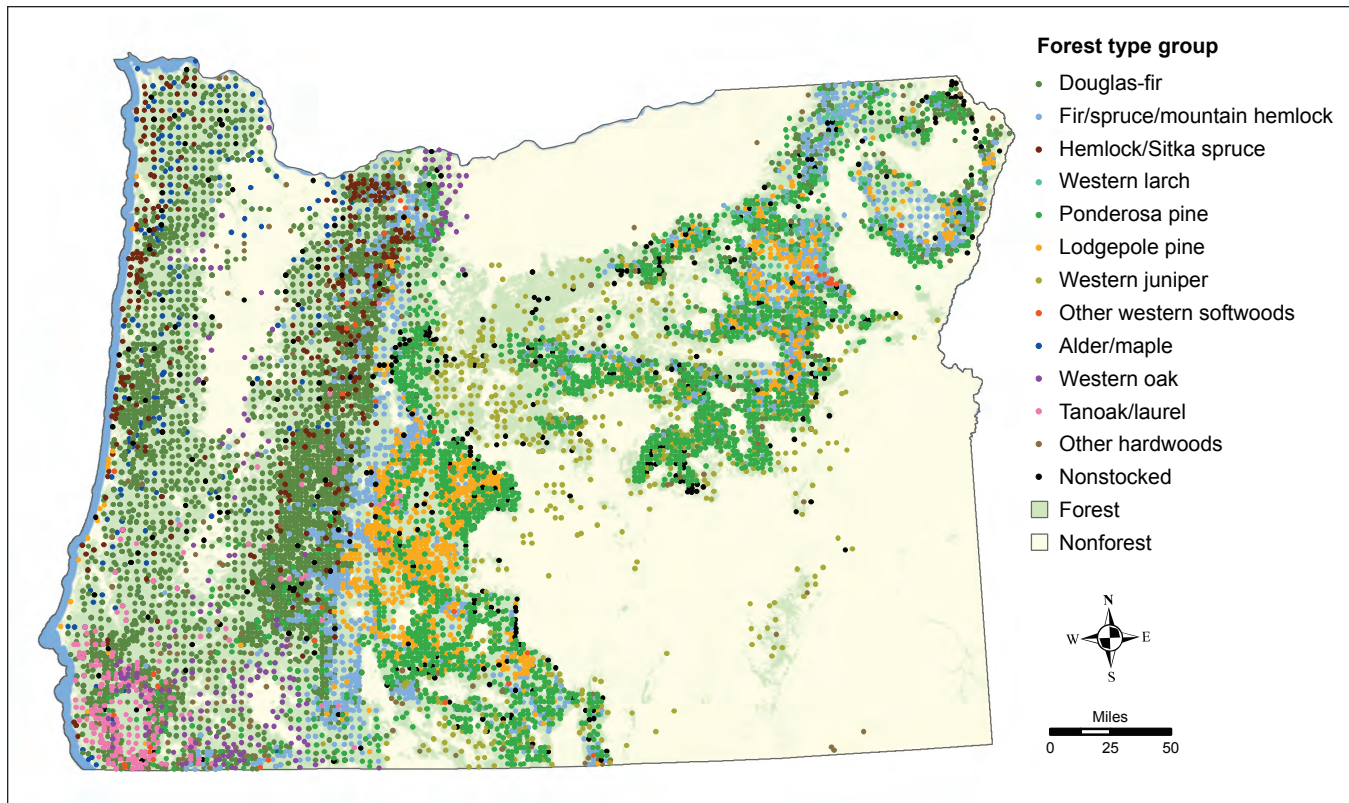 Forest type group
Douglas-fir
Fir/spruce/mountain hemlock
Hemlock/Sitka spruce
Western larch
Ponderosa pine
Lodgepole pine
Western juniper
Other western softwoods
Alder/maple
Western oak
Tanoak/laurel
Other hardwoods
Nonstocked
Forest
Nonforest
N
W E
S
Miles
0 25 50